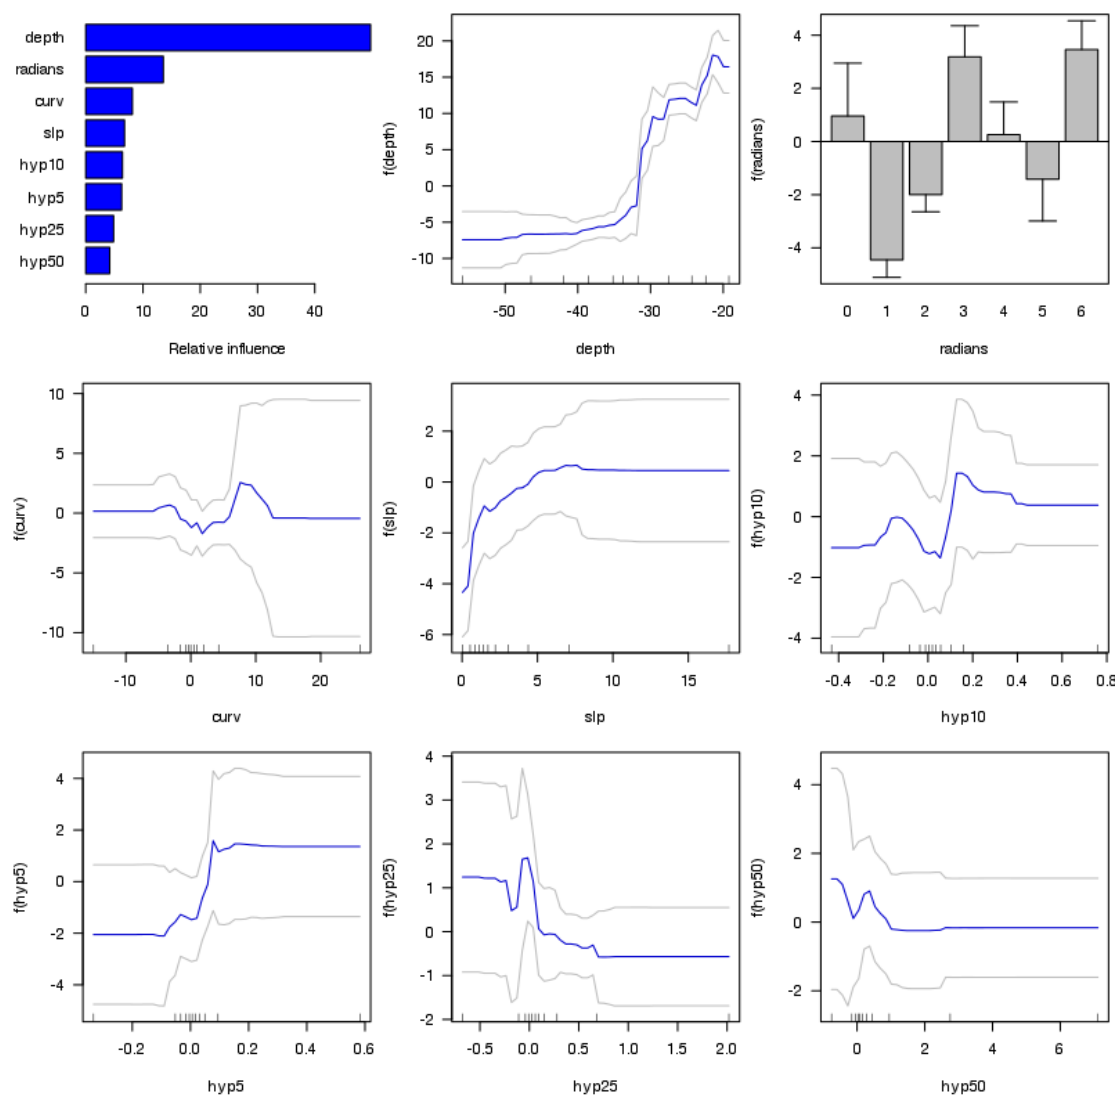 depth
radians
curv
slp
hyp10
hyp5
hyp25
hyp50
0 10 20 30 40
Relative influence
f(depth)
20
15
10
5
0
-5
-10
-50 -40 -30 -20
depth
f(radians)
4
2
0
-2
-4
0 1 2 3 4 5 6
radians
f(curv)
10
5
0
-5
-10
-10 0 10 20
curv
f(slp)
2
0
-2
-4
-6
0 5 10 15
slp
f(hyp10)
4
2
0
-2
-4
-0.4 -0.2 0.0 0.2 0.4 0.6 0.8
hyp10
f(hyp5)
4
2
0
-2
-4
-0.2 0.0 0.2 0.4 0.6
hyp5
f(hyp25)
4
3
2
1
0
-1
-2
-0.5 0.0 0.5 1.0 1.5 2.0
hyp25
f(hyp50)
4
2
0
-2
0 2 4 6
hyp50